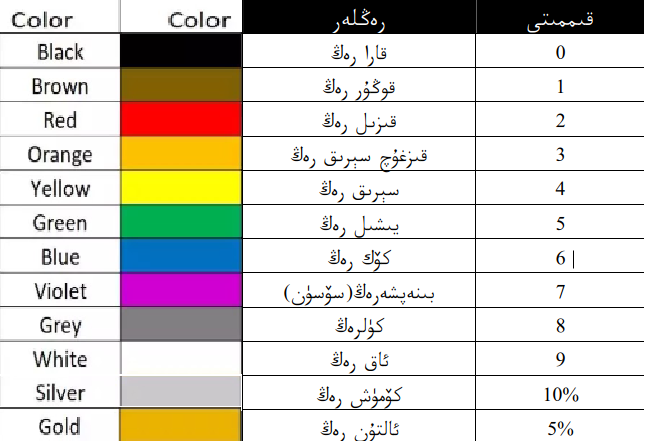 Color Color رەڭلەر قىممىتى
Black قارا رەڭ 0
Brown قوڭۇر رەڭ 1
Red قىزىل رەڭ 2
Orange قىزغۇچ سېرىق رەڭ 3
Yellow سېرىق رەڭ 4
Green يېشىل رەڭ 5
Blue كۆك رەڭ 6
Violet بىنەپشەرەڭ(سۆسۈن) 7
Grey كۈلرەڭ 8
White ئاق رەڭ 9
Silver كۆمۈش رەڭ 10%
Gold ئالتۇن رەڭ 5%